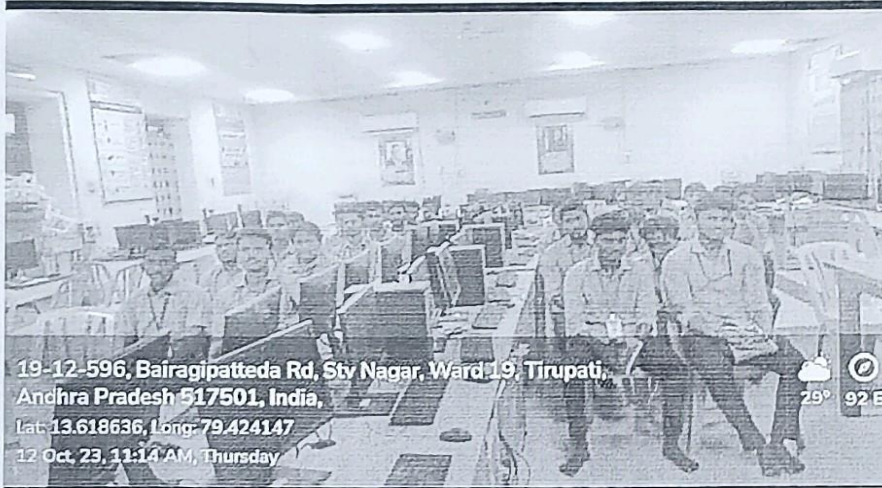 19-12-596, Bairagipatteda Rd, Stv Nagar, Ward 19, Tirupati,
Andhra Pradesh 517501, India,
Lat: 13.618636, Long: 79.424147
12 Oct, 23, 11:14 AM, Thursday
29° 92 E